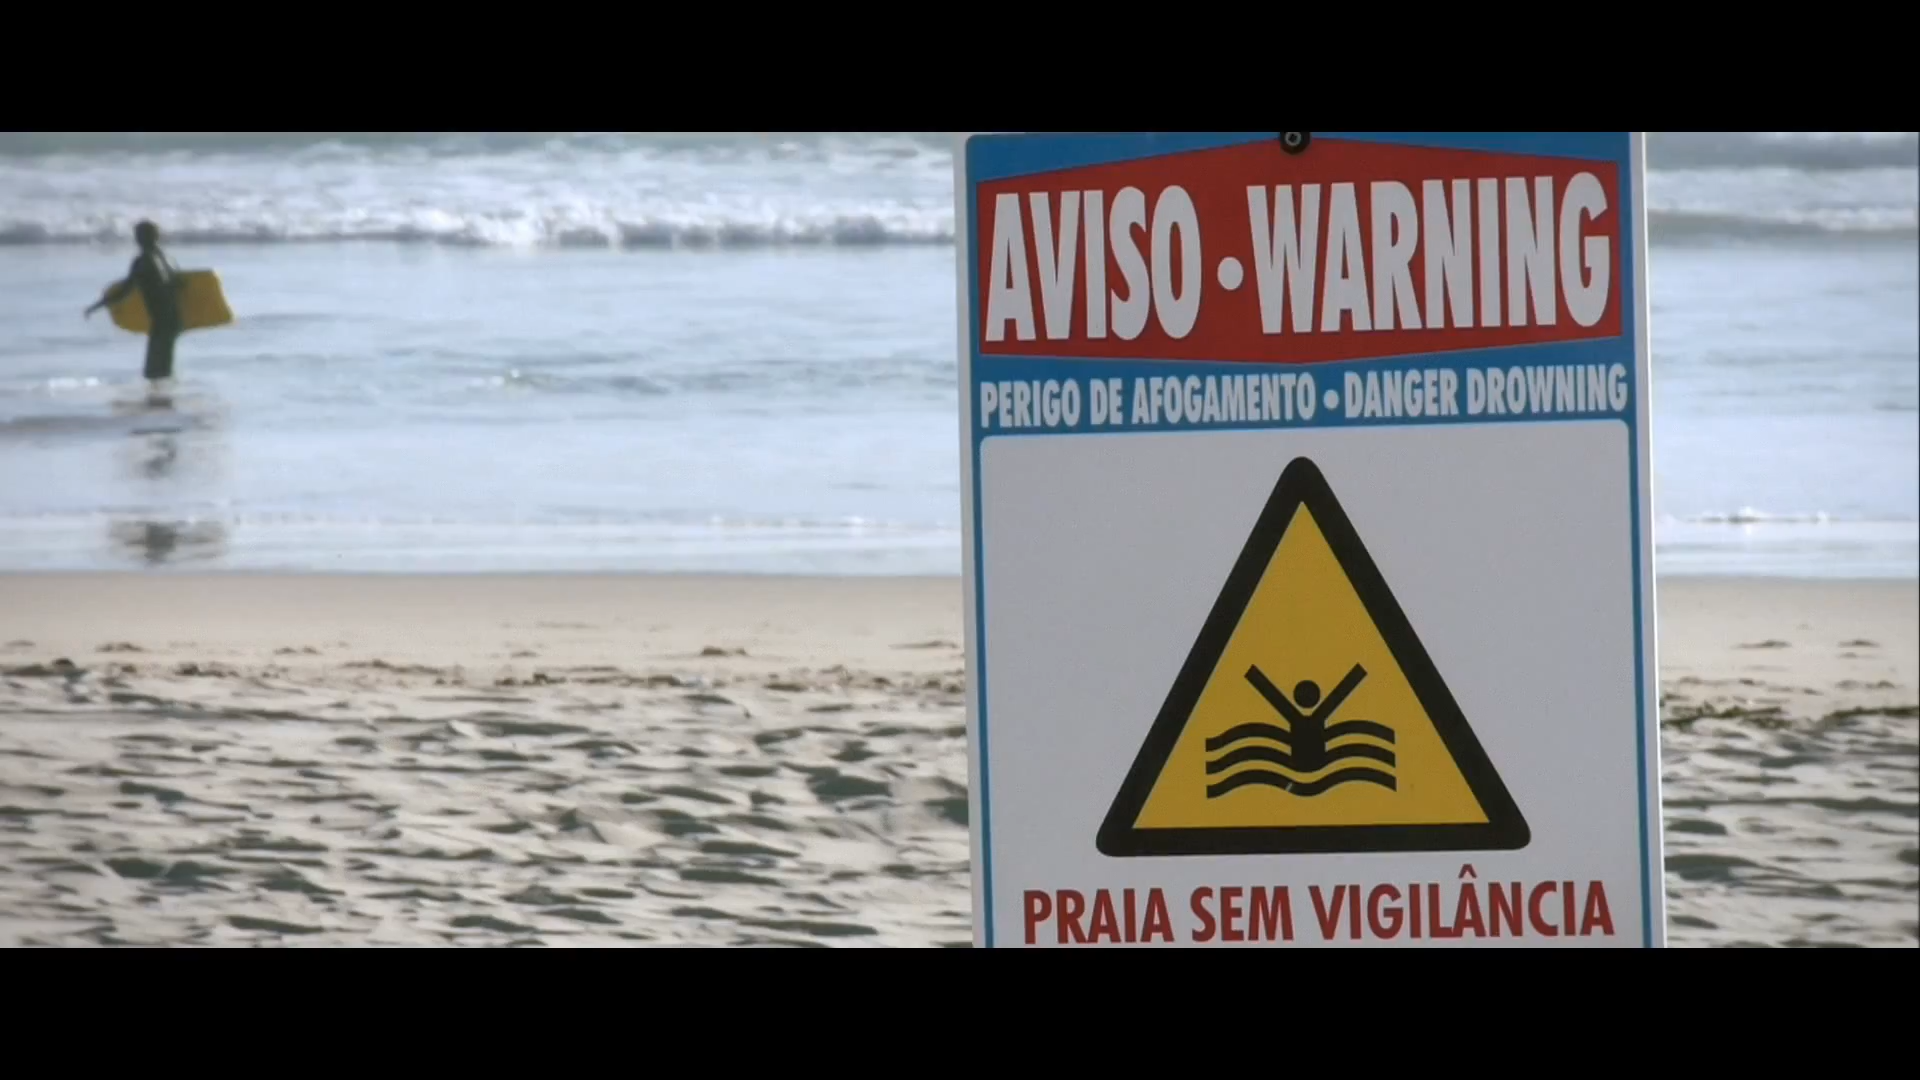 AVISO • WARNING
PERIGO DE AFOGAMENTO • DANGER DROWNING
PRAIA SEM VIGILÂNCIA